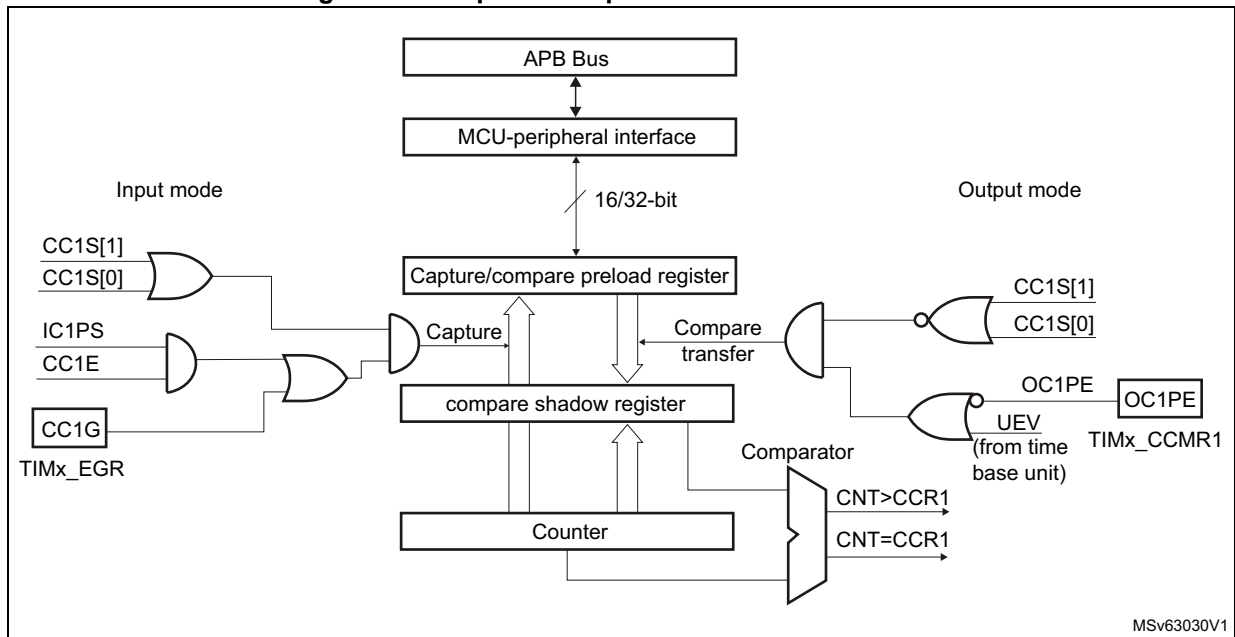 APB Bus
MCU-peripheral interface
Input mode
16/32-bit
Output mode
CC1S[1]
CC1S[0]
Capture/compare preload register
CC1S[1]
CC1S[0]
IC1PS
CC1E
Capture
Compare
transfer
CC1G
TIMx_EGR
compare shadow register
OC1PE
OC1PE
UEV
(from time
base unit)
TIMx_CCMR1
Comparator
CNT>CCR1
Counter
CNT=CCR1
MSv63030V1